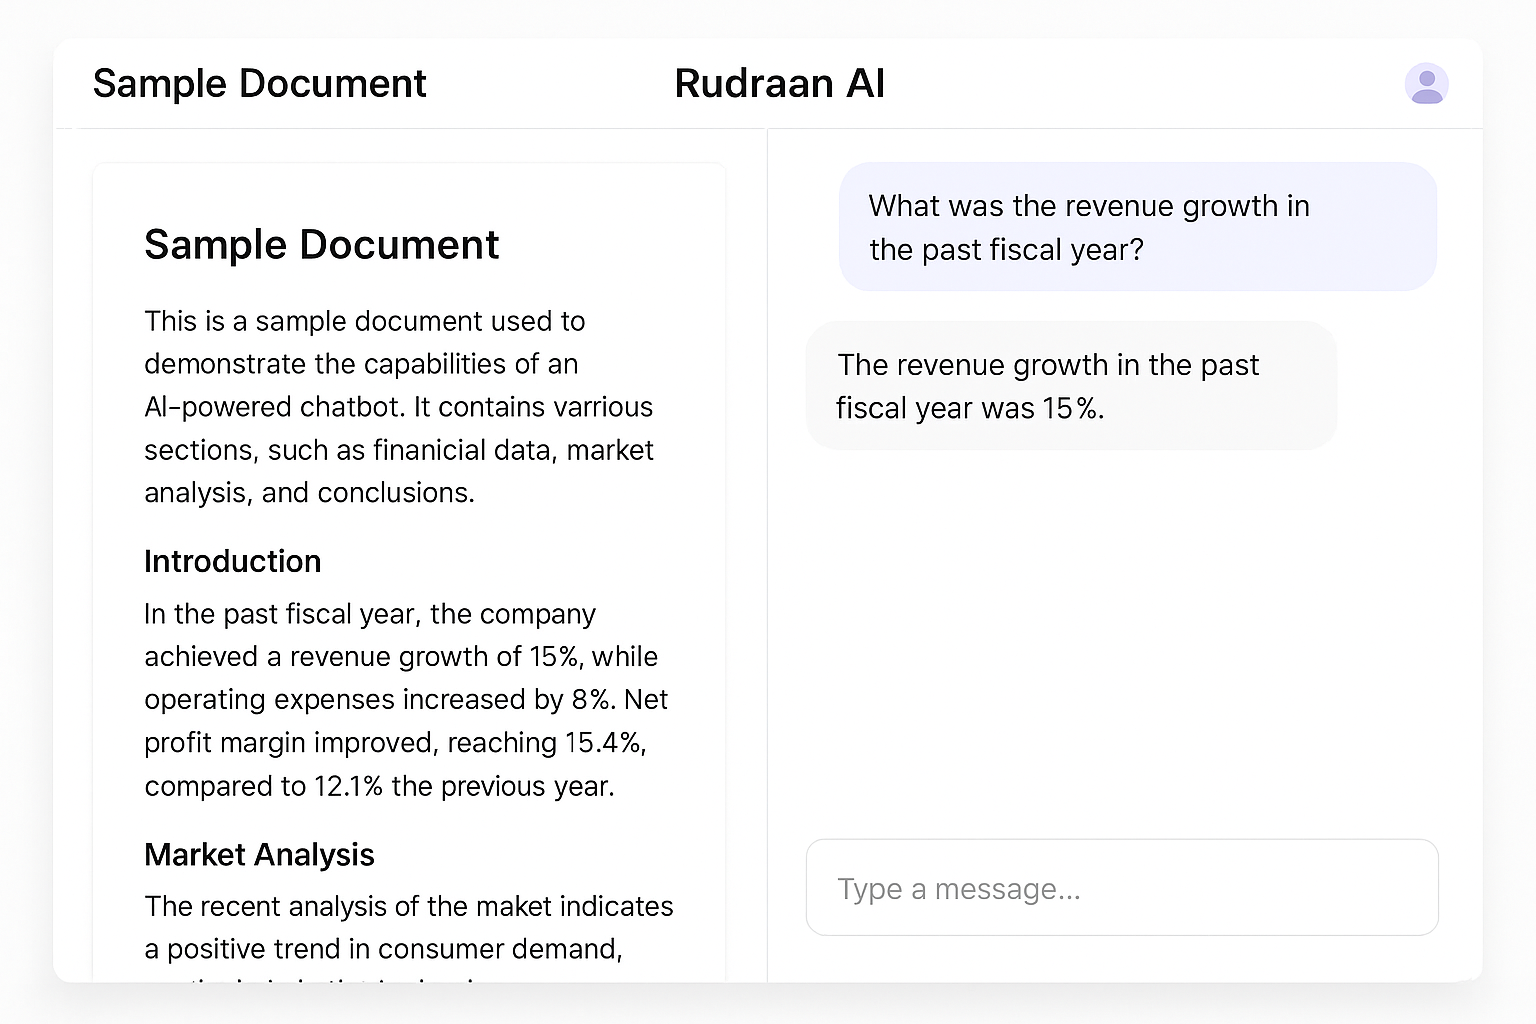 Sample Document
Rudraan AI
Sample Document
This is a sample document used to
demonstrate the capabilities of an
AI-powered chatbot. It contains varrious
sections, such as finanicial data, market
analysis, and conclusions.
Introduction
In the past fiscal year, the company
achieved a revenue growth of 15%, while
operating expenses increased by 8%. Net
profit margin improved, reaching 15.4%,
compared to 12.1% the previous year.
Market Analysis
The recent analysis of the maket indicates
a positive trend in consumer demand,
What was the revenue growth in
the past fiscal year?
The revenue growth in the past
fiscal year was 15%.
Type a message...